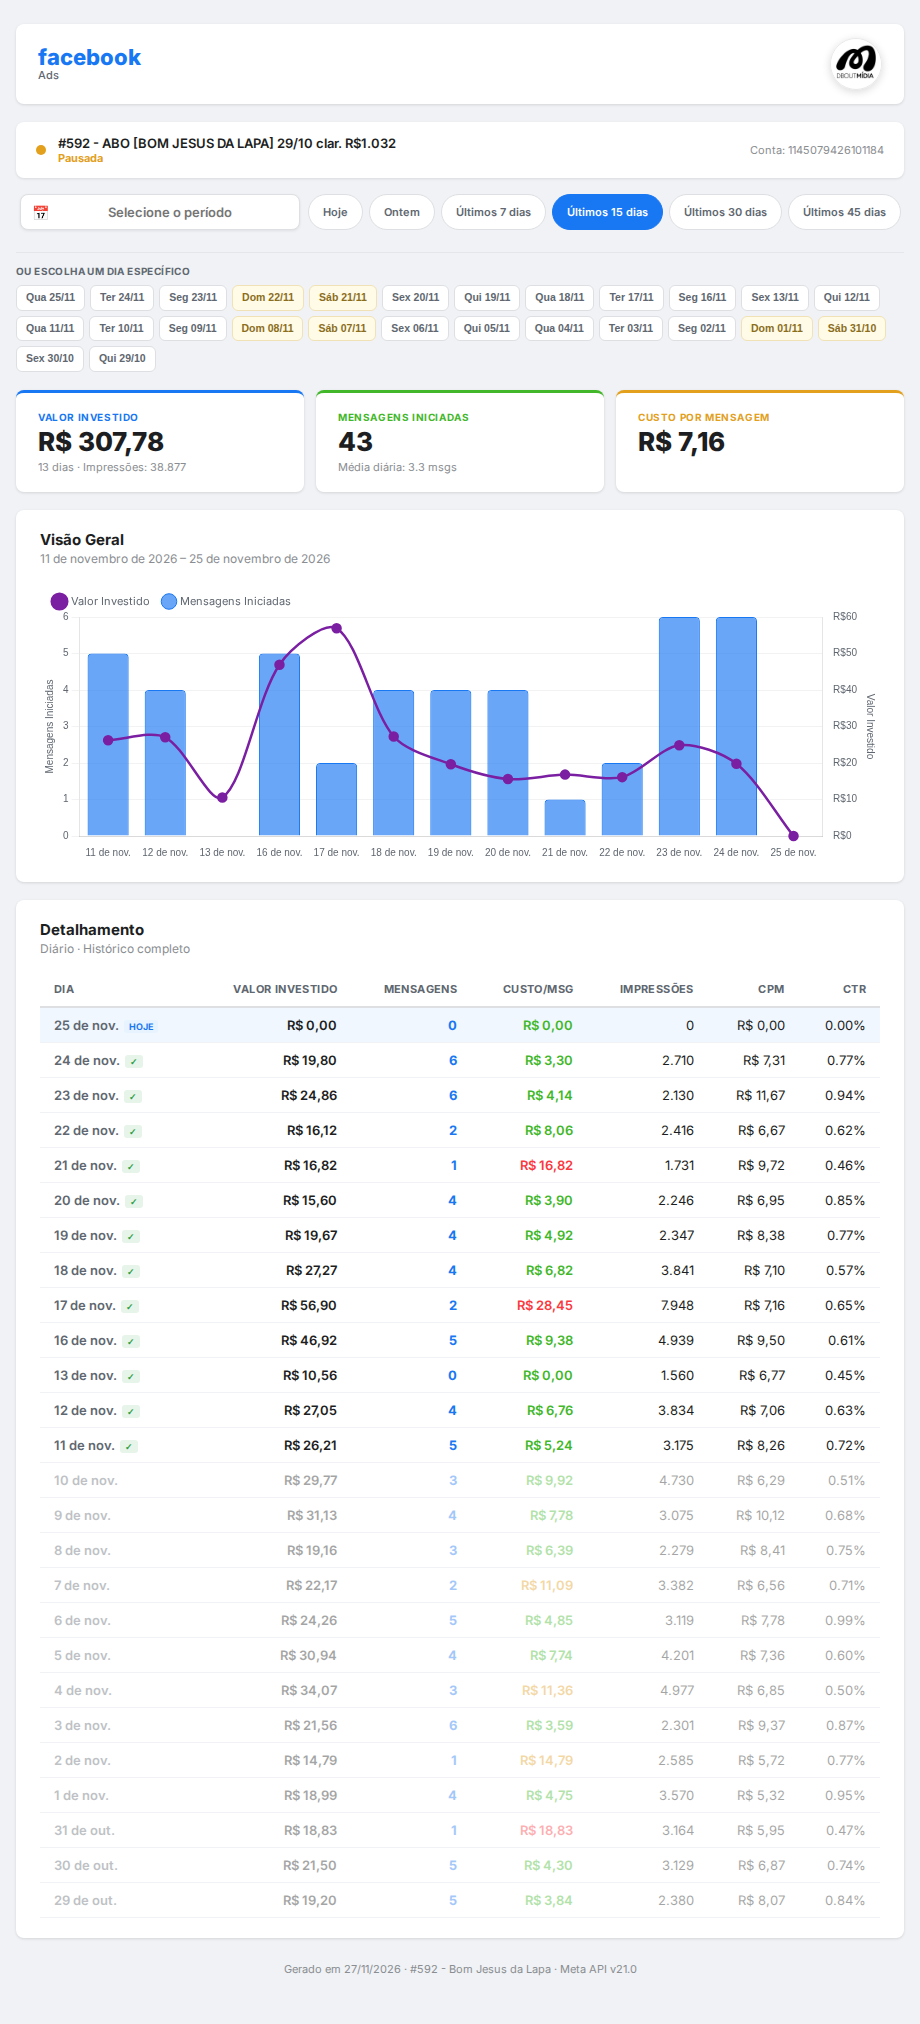 facebook
Ads
DBOUTMÍDIA
#592 - ABO [BOM JESUS DA LAPA] 29/10 clar. R$1.032
Pausada
Conta: 1145079426101184
Selecione o período
Hoje
Ontem
Últimos 7 dias
Últimos 15 dias
Últimos 30 dias
Últimos 45 dias
OU ESCOLHA UM DIA ESPECÍFICO
Qua 25/11 Ter 24/11 Seg 23/11 Dom 22/11 Sáb 21/11 Sex 20/11 Qui 19/11 Qua 18/11 Ter 17/11 Seg 16/11 Sex 13/11 Qui 12/11
Qua 11/11 Ter 10/11 Seg 09/11 Dom 08/11 Sáb 07/11 Sex 06/11 Qui 05/11 Qua 04/11 Ter 03/11 Seg 02/11 Dom 01/11 Sáb 31/10
Sex 30/10 Qui 29/10
VALOR INVESTIDO
R$ 307,78
13 dias · Impressões: 38.877
MENSAGENS INICIADAS
43
Média diária: 3.3 msgs
CUSTO POR MENSAGEM
R$ 7,16
Visão Geral
11 de novembro de 2026 – 25 de novembro de 2026
Valor Investido Mensagens Iniciadas
6 R$60
5 R$50
4 R$40
3 R$30
2 R$20
1 R$10
0 R$0
Mensagens Iniciadas
Valor Investido
11 de nov. 12 de nov. 13 de nov. 16 de nov. 17 de nov. 18 de nov. 19 de nov. 20 de nov. 21 de nov. 22 de nov. 23 de nov. 24 de nov. 25 de nov.
Detalhamento
Diário · Histórico completo
DIA VALOR INVESTIDO MENSAGENS CUSTO/MSG IMPRESSÕES CPM CTR
25 de nov. HOJE R$ 0,00 0 R$ 0,00 0 R$ 0,00 0.00%
24 de nov. ✓ R$ 19,80 6 R$ 3,30 2.710 R$ 7,31 0.77%
23 de nov. ✓ R$ 24,86 6 R$ 4,14 2.130 R$ 11,67 0.94%
22 de nov. ✓ R$ 16,12 2 R$ 8,06 2.416 R$ 6,67 0.62%
21 de nov. ✓ R$ 16,82 1 R$ 16,82 1.731 R$ 9,72 0.46%
20 de nov. ✓ R$ 15,60 4 R$ 3,90 2.246 R$ 6,95 0.85%
19 de nov. ✓ R$ 19,67 4 R$ 4,92 2.347 R$ 8,38 0.77%
18 de nov. ✓ R$ 27,27 4 R$ 6,82 3.841 R$ 7,10 0.57%
17 de nov. ✓ R$ 56,90 2 R$ 28,45 7.948 R$ 7,16 0.65%
16 de nov. ✓ R$ 46,92 5 R$ 9,38 4.939 R$ 9,50 0.61%
13 de nov. ✓ R$ 10,56 0 R$ 0,00 1.560 R$ 6,77 0.45%
12 de nov. ✓ R$ 27,05 4 R$ 6,76 3.834 R$ 7,06 0.63%
11 de nov. ✓ R$ 26,21 5 R$ 5,24 3.175 R$ 8,26 0.72%
10 de nov. R$ 29,77 3 R$ 9,92 4.730 R$ 6,29 0.51%
9 de nov. R$ 31,13 4 R$ 7,78 3.075 R$ 10,12 0.68%
8 de nov. R$ 19,16 3 R$ 6,39 2.279 R$ 8,41 0.75%
7 de nov. R$ 22,17 2 R$ 11,09 3.382 R$ 6,56 0.71%
6 de nov. R$ 24,26 5 R$ 4,85 3.119 R$ 7,78 0.99%
5 de nov. R$ 30,94 4 R$ 7,74 4.201 R$ 7,36 0.60%
4 de nov. R$ 34,07 3 R$ 11,36 4.977 R$ 6,85 0.50%
3 de nov. R$ 21,56 6 R$ 3,59 2.301 R$ 9,37 0.87%
2 de nov. R$ 14,79 1 R$ 14,79 2.585 R$ 5,72 0.77%
1 de nov. R$ 18,99 4 R$ 4,75 3.570 R$ 5,32 0.95%
31 de out. R$ 18,83 1 R$ 18,83 3.164 R$ 5,95 0.47%
30 de out. R$ 21,50 5 R$ 4,30 3.129 R$ 6,87 0.74%
29 de out. R$ 19,20 5 R$ 3,84 2.380 R$ 8,07 0.84%
Gerado em 27/11/2026 · #592 - Bom Jesus da Lapa · Meta API v21.0